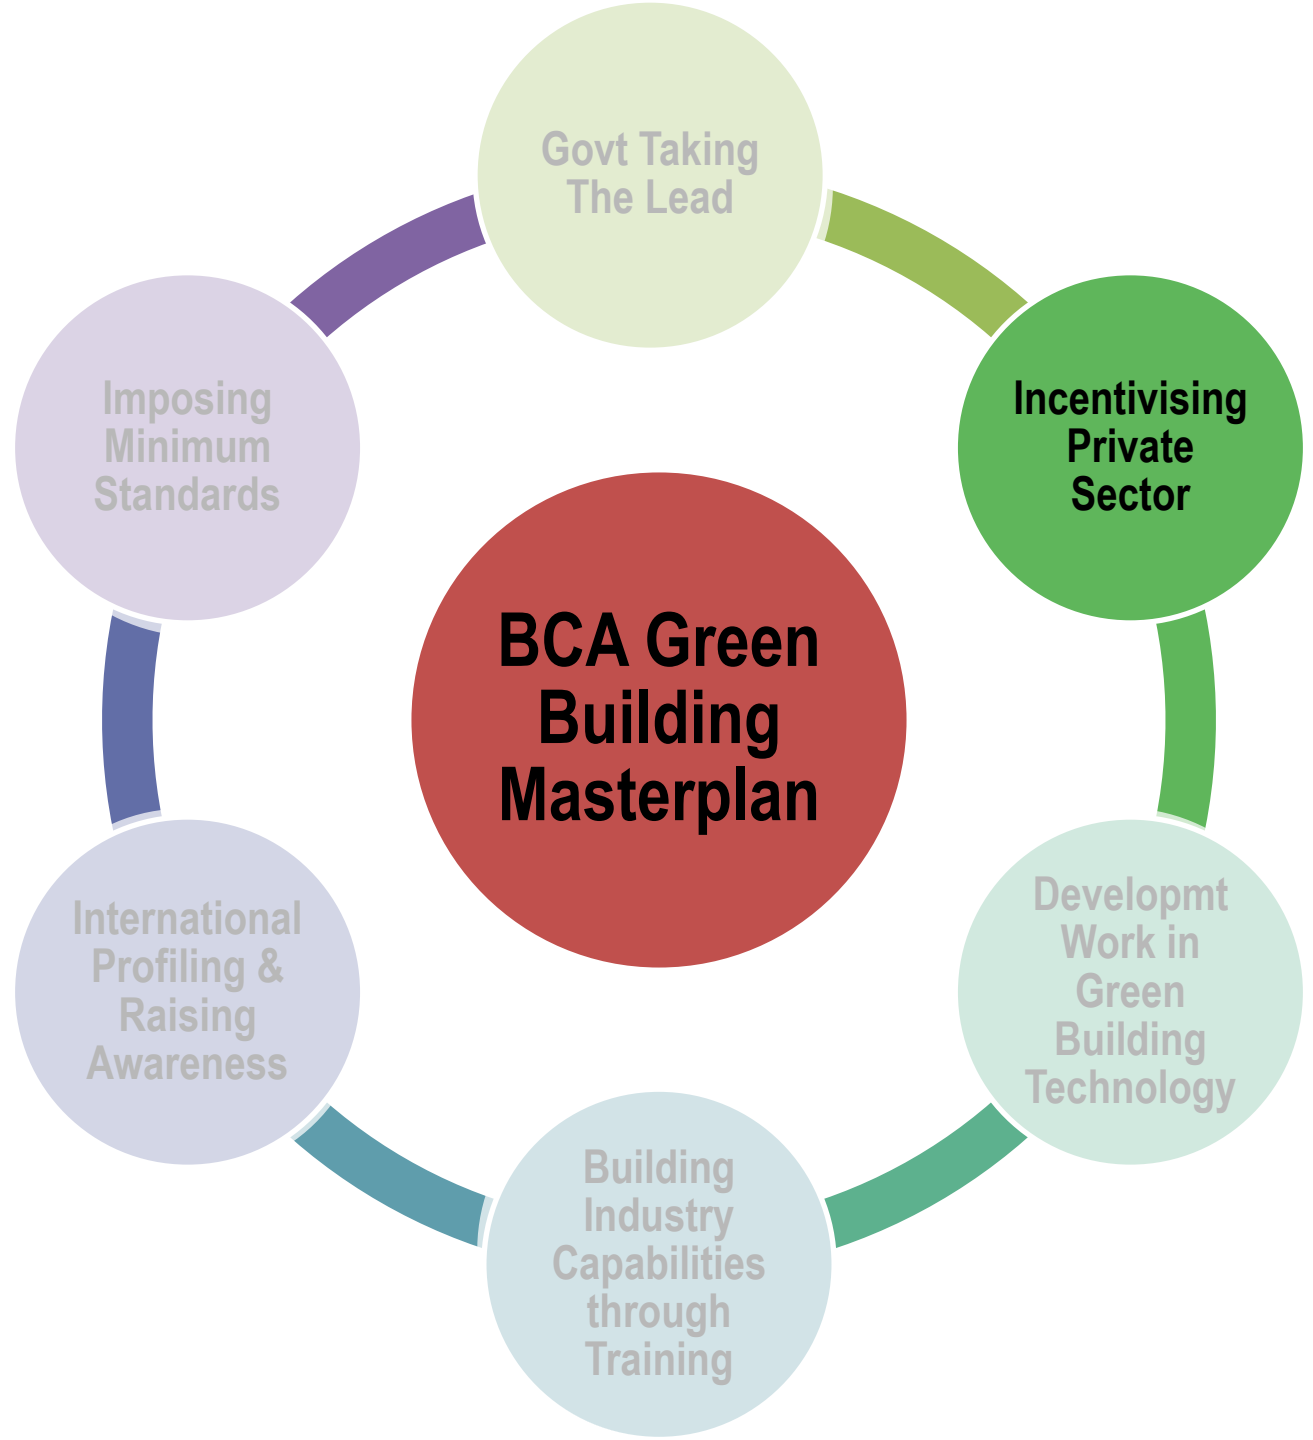 Govt Taking
The Lead
Incentivising
Private
Sector
Developmt
Work in
Green
Building
Technology
Building
Industry
Capabilities
through
Training
International
Profiling &
Raising
Awareness
Imposing
Minimum
Standards
BCA Green
Building
Masterplan